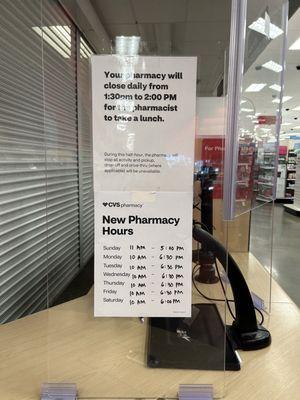 Your pharmacy will
close daily from
1:30pm to 2:00 PM
for the pharmacist
to take a lunch.
During this half-hour, the pharmacy will
stop all activity and pickup,
drop-off and drive-thru (where
applicable) will be unavailable.
CVS pharmacy
New Pharmacy
Hours
Sunday 11 AM - 5:00 PM
Monday 10 AM - 6:30 PM
Tuesday 10 AM - 6:30 PM
Wednesday 10 AM - 6:30 PM
Thursday 10 AM - 6:30 PM
Friday 10 AM - 6:30 PM
Saturday 10 AM - 6:00 PM
For